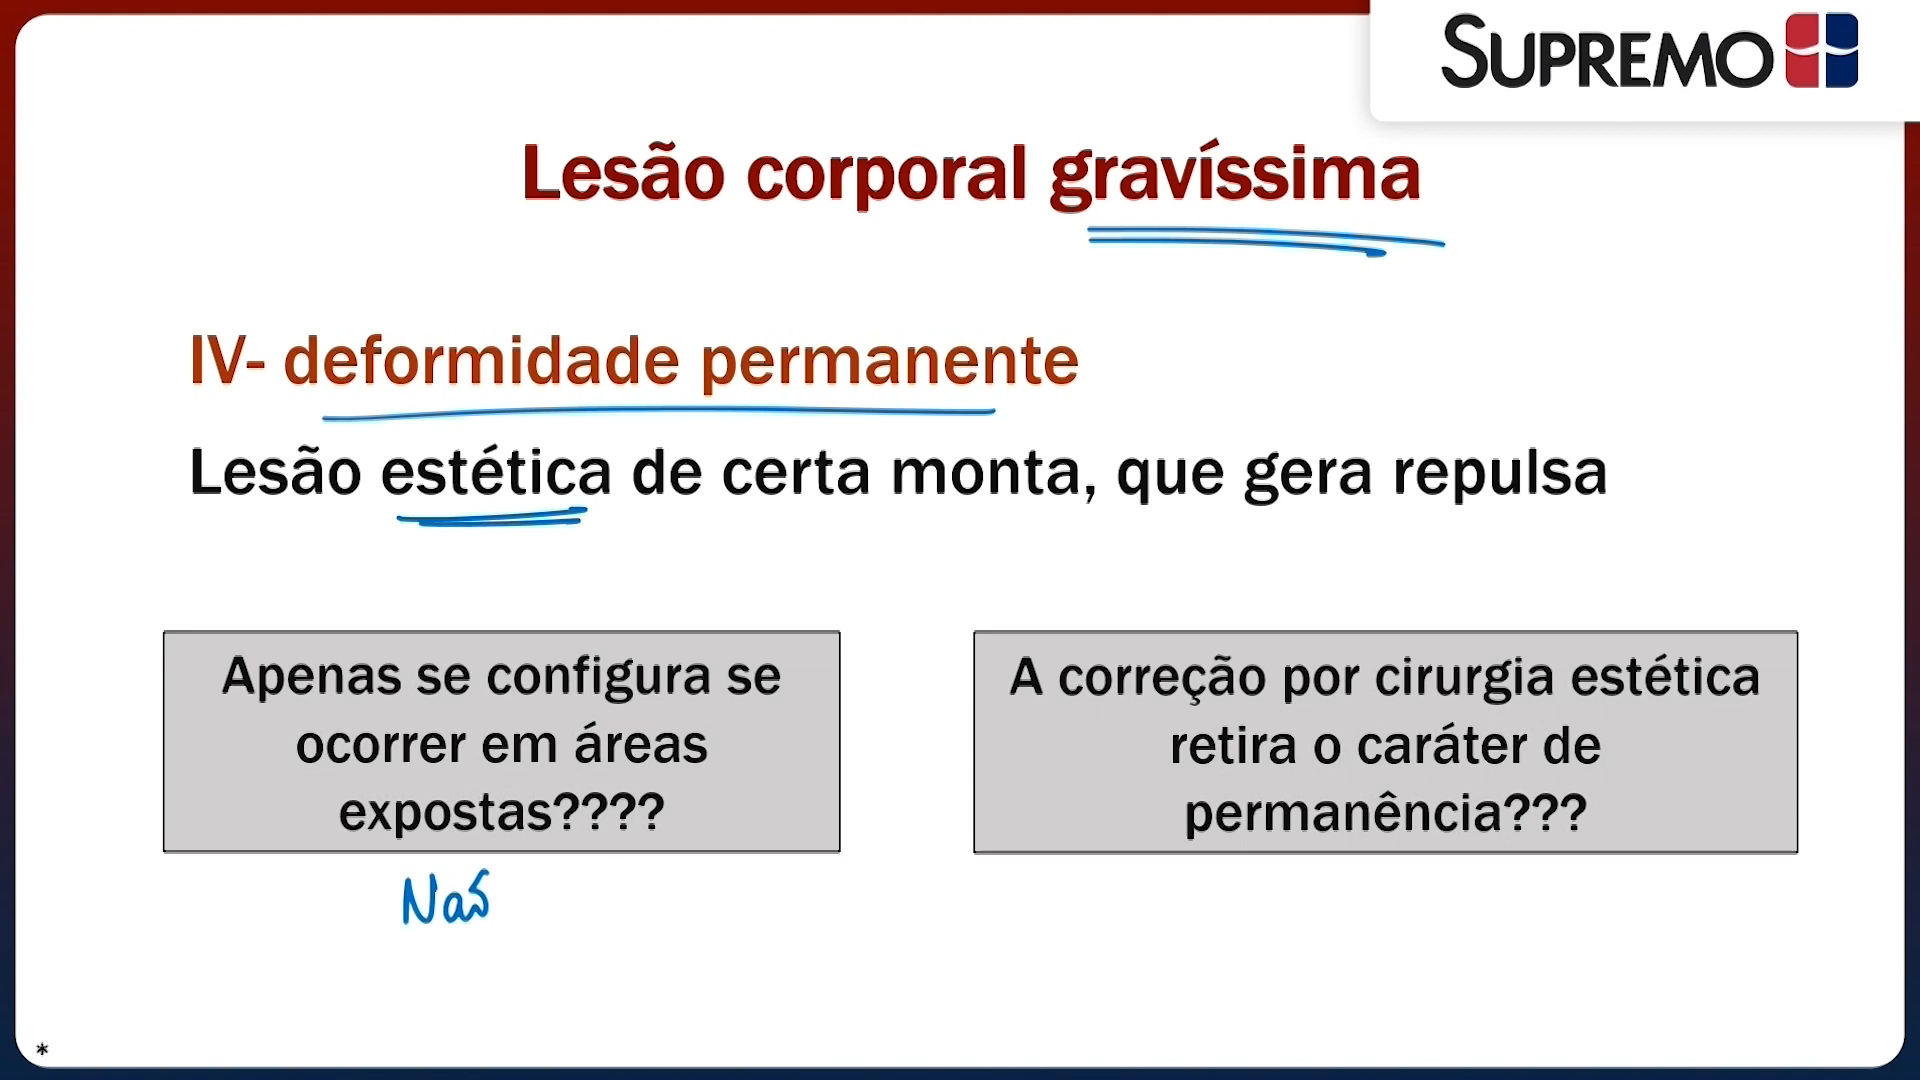 SUPREMO
Lesão corporal gravíssima
IV- deformidade permanente
Lesão estética de certa monta, que gera repulsa
Apenas se configura se
ocorrer em áreas
expostas????
A correção por cirurgia estética
retira o caráter de
permanência???
Não
*